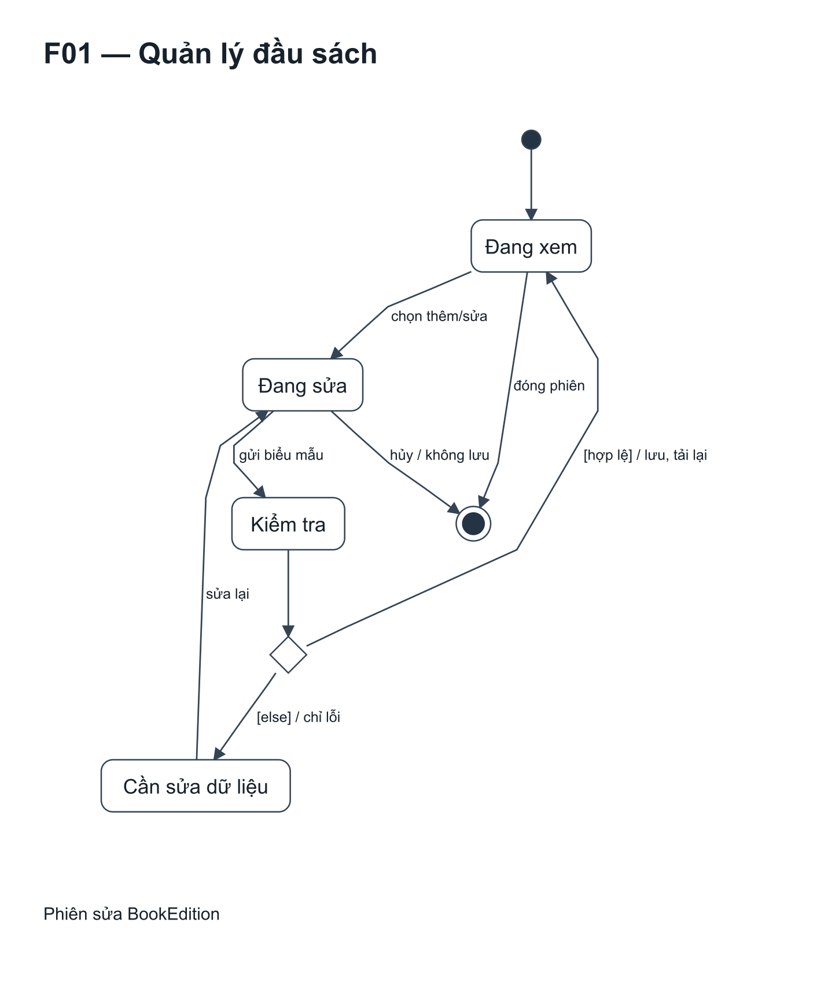 F01 — Quản lý đầu sách
Đang xem
chọn thêm/sửa
Đang sửa
đóng phiên
gửi biểu mẫu
hủy / không lưu
[hợp lệ] / lưu, tải lại
Kiểm tra
sửa lại
[else] / chỉ lỗi
Cần sửa dữ liệu
Phiên sửa BookEdition